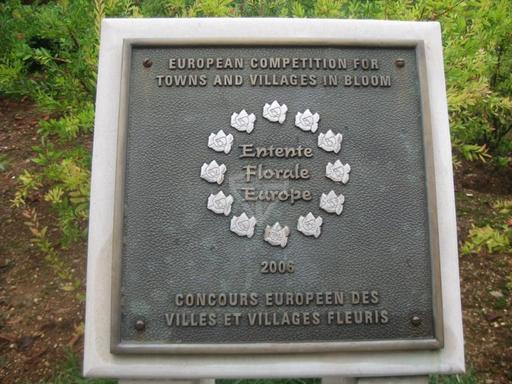 EUROPEAN COMPETITION FOR
TOWNS AND VILLAGES IN BLOOM
Entente
Florale
Europe
2006
CONCOURS EUROPEEN DES
VILLES ET VILLAGES FLEURIS